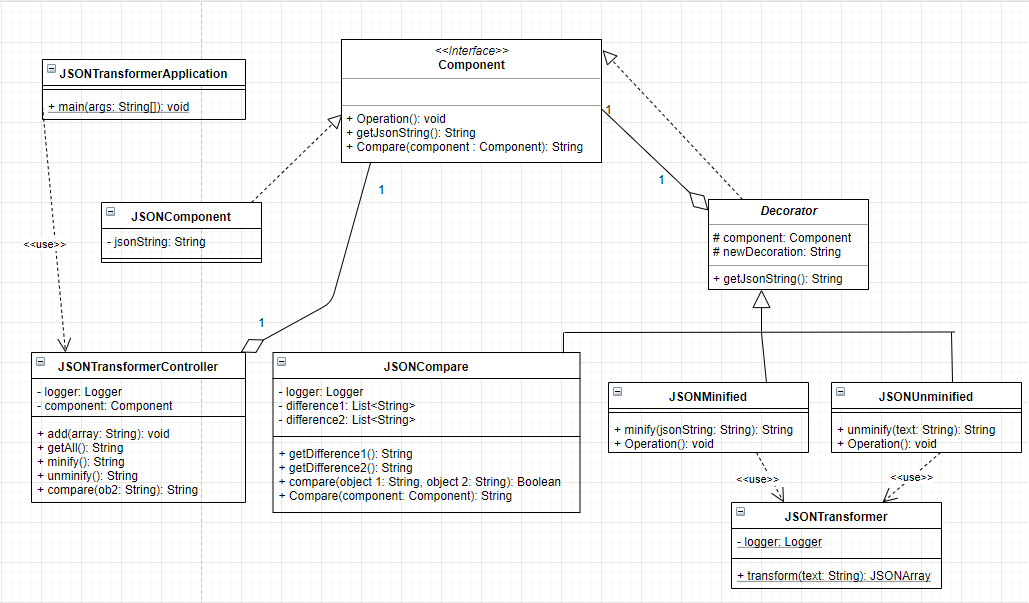 <<Interface>>
Component
+ Operation(): void
+ getJsonString(): String
+ Compare(component : Component): String
JSONTransformerApplication
+ main(args: String[]): void
1
1
1
JSONComponent
- jsonString: String
Decorator
# component: Component
# newDecoration: String
+ getJsonString(): String
<<use>>
1
JSONTransformerController
- logger: Logger
- component: Component
+ add(array: String): void
+ getAll(): String
+ minify(): String
+ unminify(): String
+ compare(ob2: String): String
JSONCompare
- logger: Logger
- difference1: List<String>
- difference2: List<String>
+ getDifference1(): String
+ getDifference2(): String
+ compare(object 1: String, object 2: String): Boolean
+ Compare(component: Component): String
JSONMinified
+ minify(jsonString: String): String
+ Operation(): void
JSONUnminified
+ unminify(text: String): String
+ Operation(): void
<<use>>
<<use>>
JSONTransformer
- logger: Logger
+ transform(text: String): JSONArray